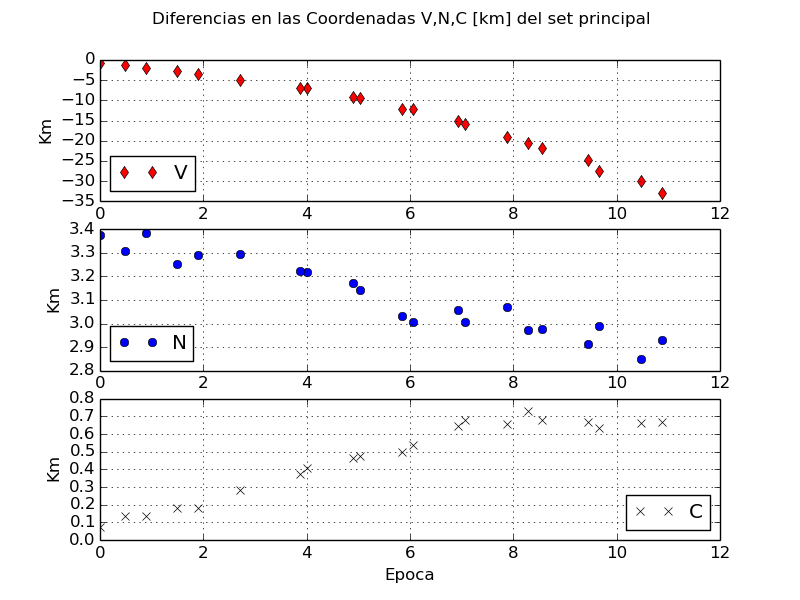 Diferencias en las Coordenadas V,N,C [km] del set principal
0
−5
−10
−15
−20
−25
−30
−35
Km
V
0 2 4 6 8 10 12
3.4
3.3
3.2
3.1
3.0
2.9
2.8
Km
N
0 2 4 6 8 10 12
0.8
0.7
0.6
0.5
0.4
0.3
0.2
0.1
0.0
Km
C
0 2 4 6 8 10 12
Epoca